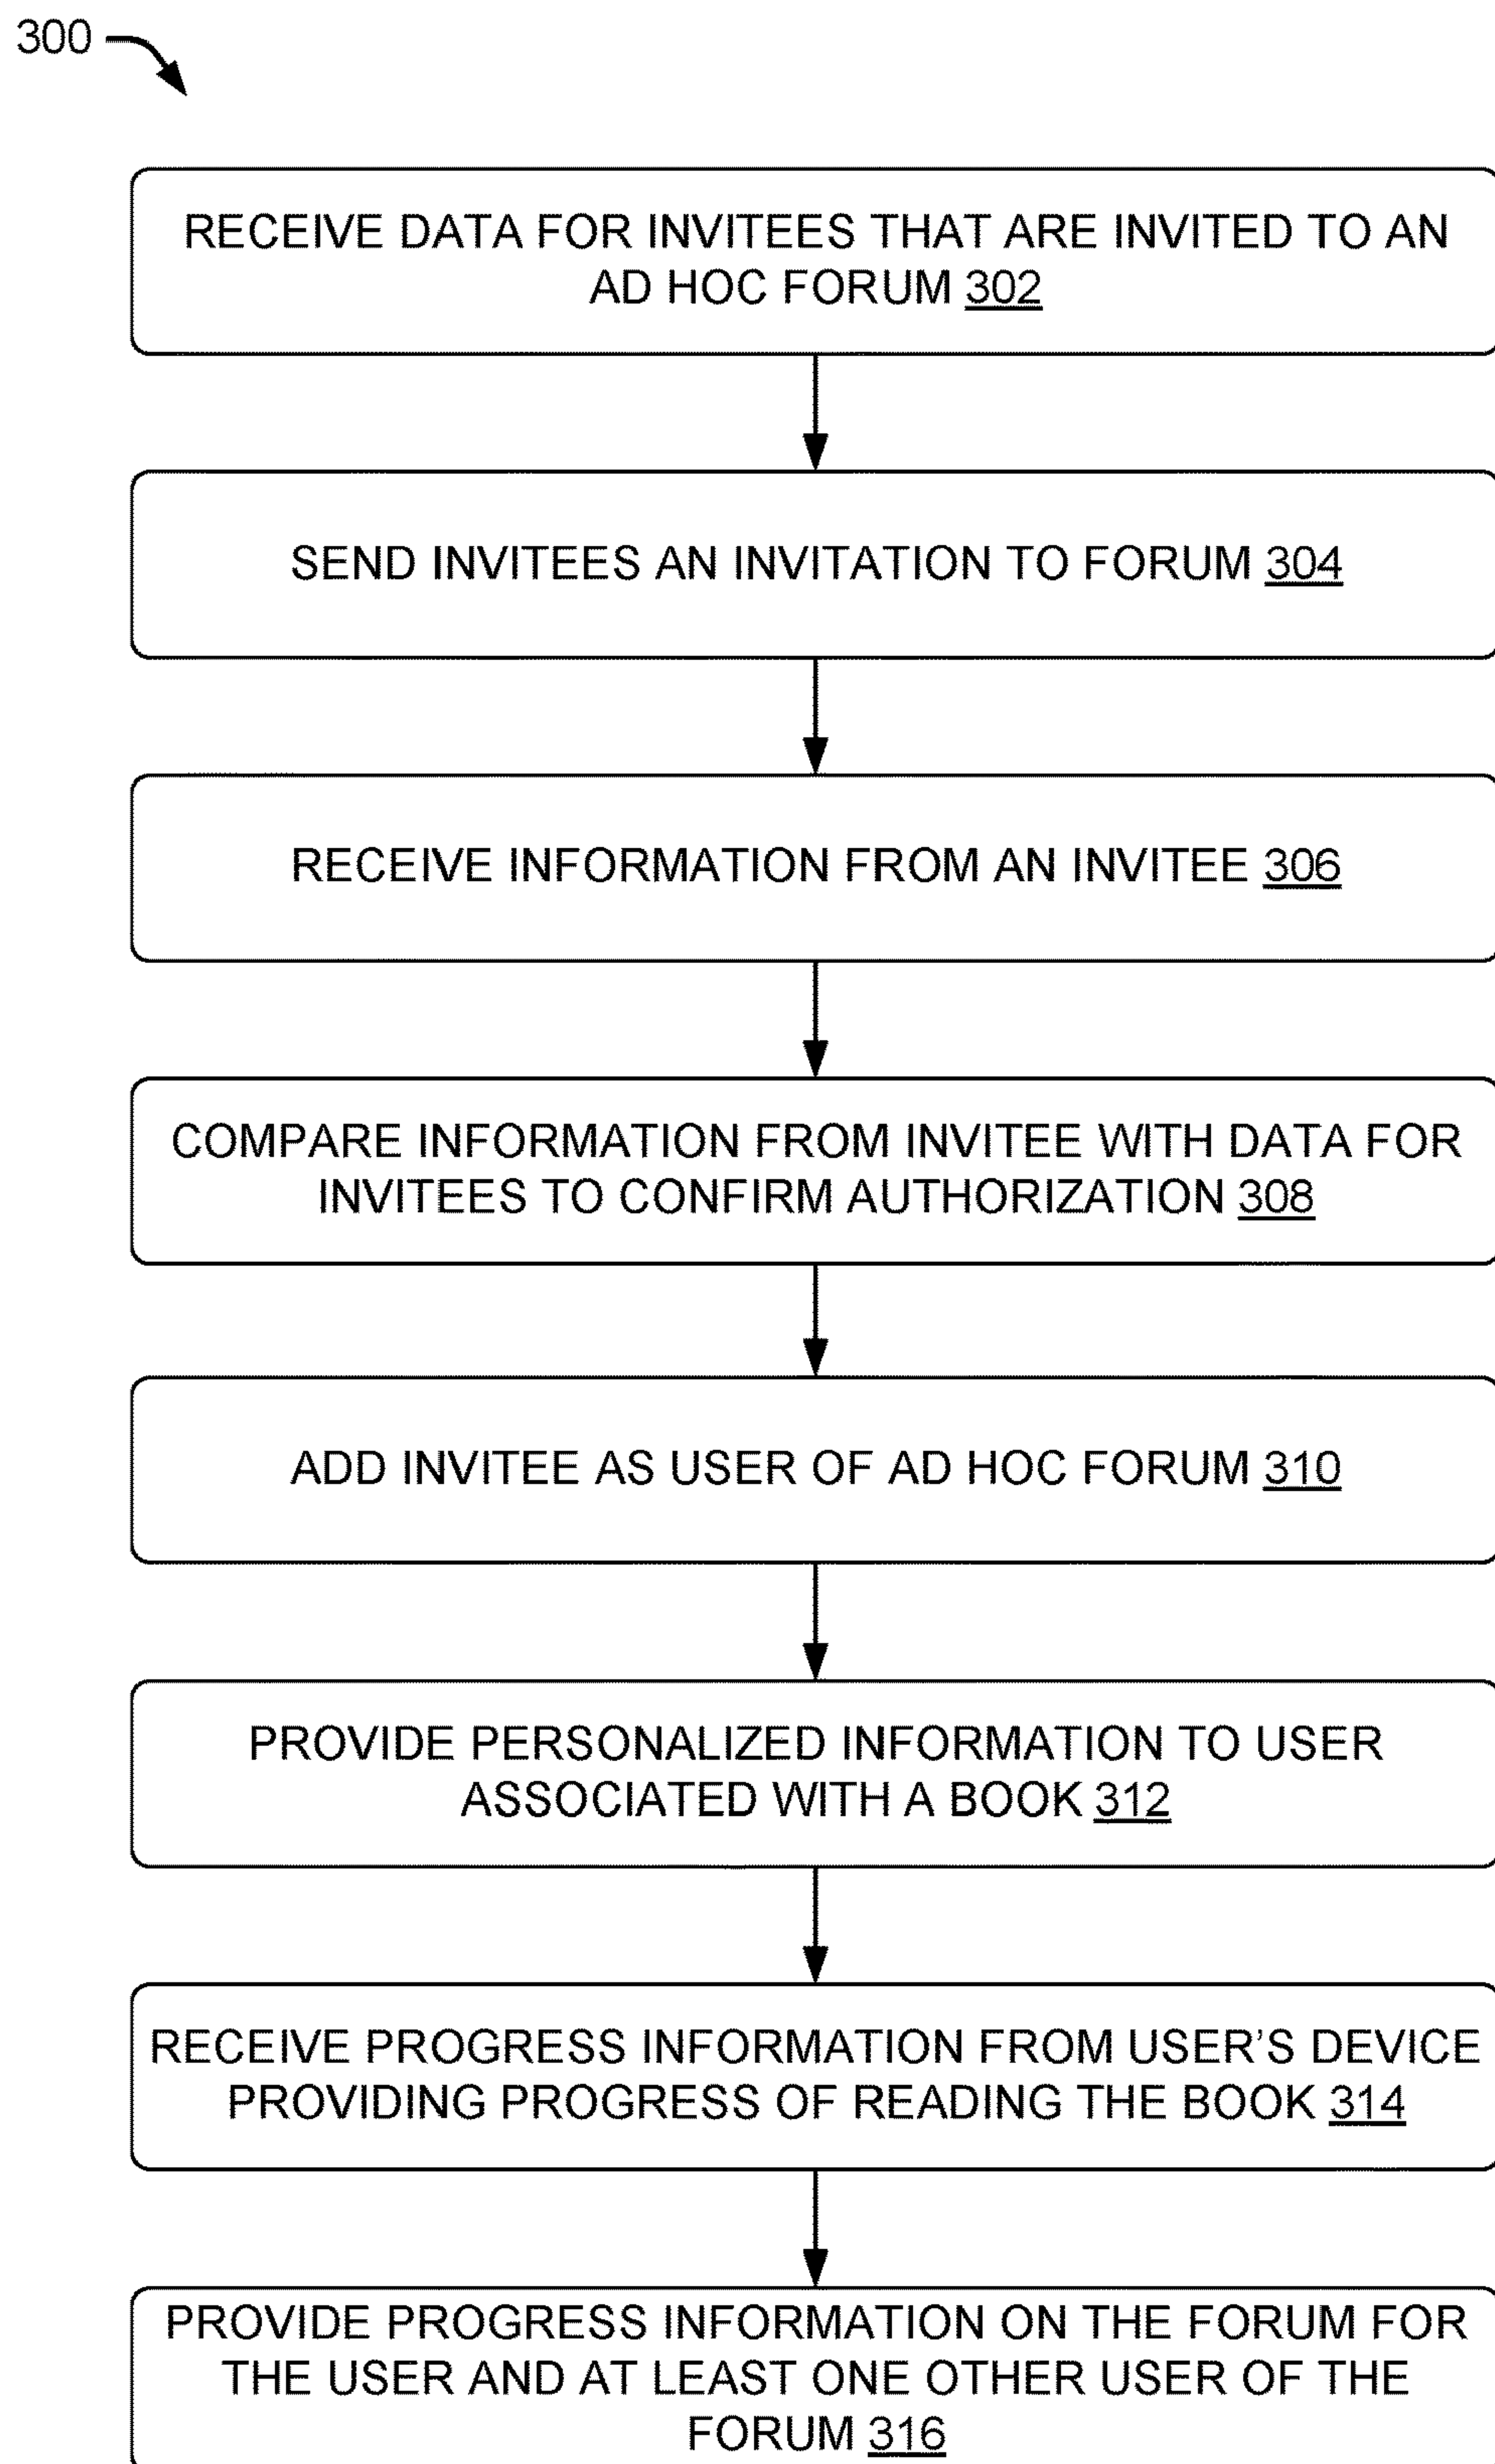 300
RECEIVE DATA FOR INVITEES THAT ARE INVITED TO AN
AD HOC FORUM 302
SEND INVITEES AN INVITATION TO FORUM 304
RECEIVE INFORMATION FROM AN INVITEE 306
COMPARE INFORMATION FROM INVITEE WITH DATA FOR
INVITEES TO CONFIRM AUTHORIZATION 308
ADD INVITEE AS USER OF AD HOC FORUM 310
PROVIDE PERSONALIZED INFORMATION TO USER
ASSOCIATED WITH A BOOK 312
RECEIVE PROGRESS INFORMATION FROM USER'S DEVICE
PROVIDING PROGRESS OF READING THE BOOK 314
PROVIDE PROGRESS INFORMATION ON THE FORUM FOR
THE USER AND AT LEAST ONE OTHER USER OF THE
FORUM 316